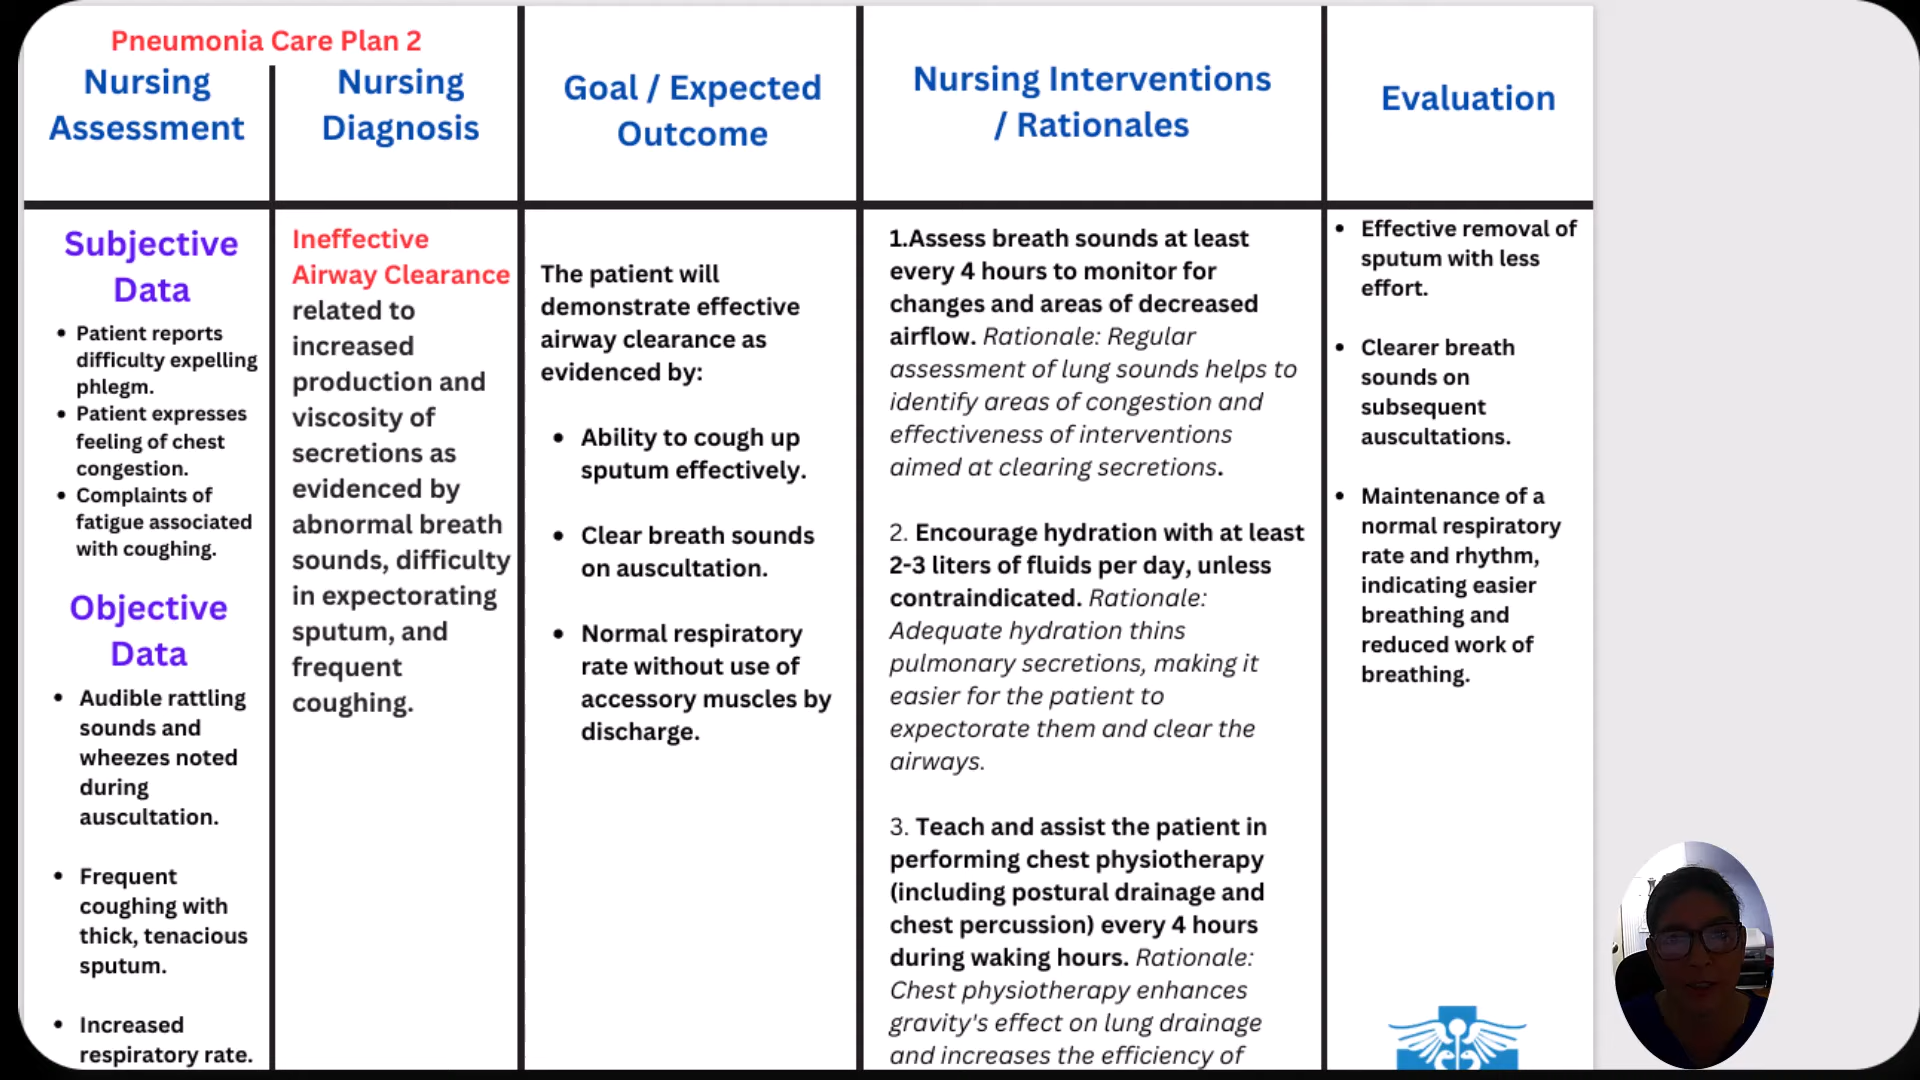 Pneumonia Care Plan 2
Nursing
Assessment
Nursing
Diagnosis
Goal / Expected
Outcome
Nursing Interventions
/ Rationales
Evaluation
Subjective
Data
• Patient reports
difficulty expelling
phlegm.
• Patient expresses
feeling of chest
congestion.
• Complaints of
fatigue associated
with coughing.
Objective
Data
• Audible rattling
sounds and
wheezes noted
during
auscultation.
• Frequent
coughing with
thick, tenacious
sputum.
• Increased
respiratory rate.
Ineffective
Airway Clearance
related to
increased
production and
viscosity of
secretions as
evidenced by
abnormal breath
sounds, difficulty
in expectorating
sputum, and
frequent
coughing.
The patient will
demonstrate effective
airway clearance as
evidenced by:
• Ability to cough up
sputum effectively.
• Clear breath sounds
on auscultation.
• Normal respiratory
rate without use of
accessory muscles by
discharge.
1.Assess breath sounds at least
every 4 hours to monitor for
changes and areas of decreased
airflow. Rationale: Regular
assessment of lung sounds helps to
identify areas of congestion and
effectiveness of interventions
aimed at clearing secretions.
2. Encourage hydration with at least
2-3 liters of fluids per day, unless
contraindicated. Rationale:
Adequate hydration thins
pulmonary secretions, making it
easier for the patient to
expectorate them and clear the
airways.
3. Teach and assist the patient in
performing chest physiotherapy
(including postural drainage and
chest percussion) every 4 hours
during waking hours. Rationale:
Chest physiotherapy enhances
gravity's effect on lung drainage
and increases the efficiency of
• Effective removal of
sputum with less
effort.
• Clearer breath
sounds on
subsequent
auscultations.
• Maintenance of a
normal respiratory
rate and rhythm,
indicating easier
breathing and
reduced work of
breathing.